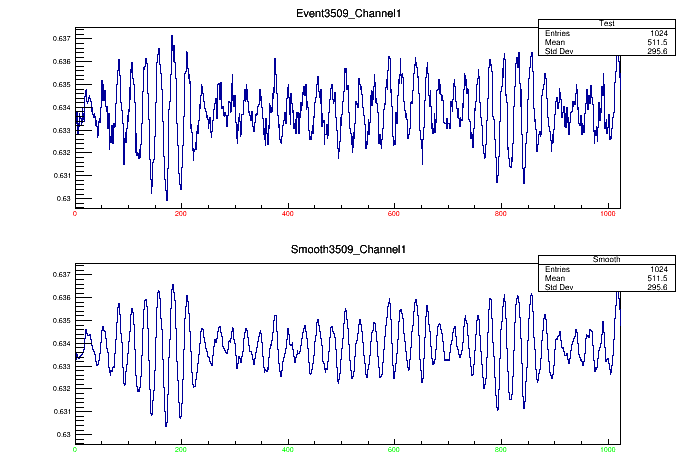 Event3509_Channel1
Test
Entries 1024
Mean 511.5
Std Dev 295.6
0.637
0.636
0.635
0.634
0.633
0.632
0.631
0.63
0 200 400 600 800 1000
Smooth3509_Channel1
Smooth
Entries 1024
Mean 511.5
Std Dev 295.6
0.637
0.636
0.635
0.634
0.633
0.632
0.631
0.63
0 200 400 600 800 1000